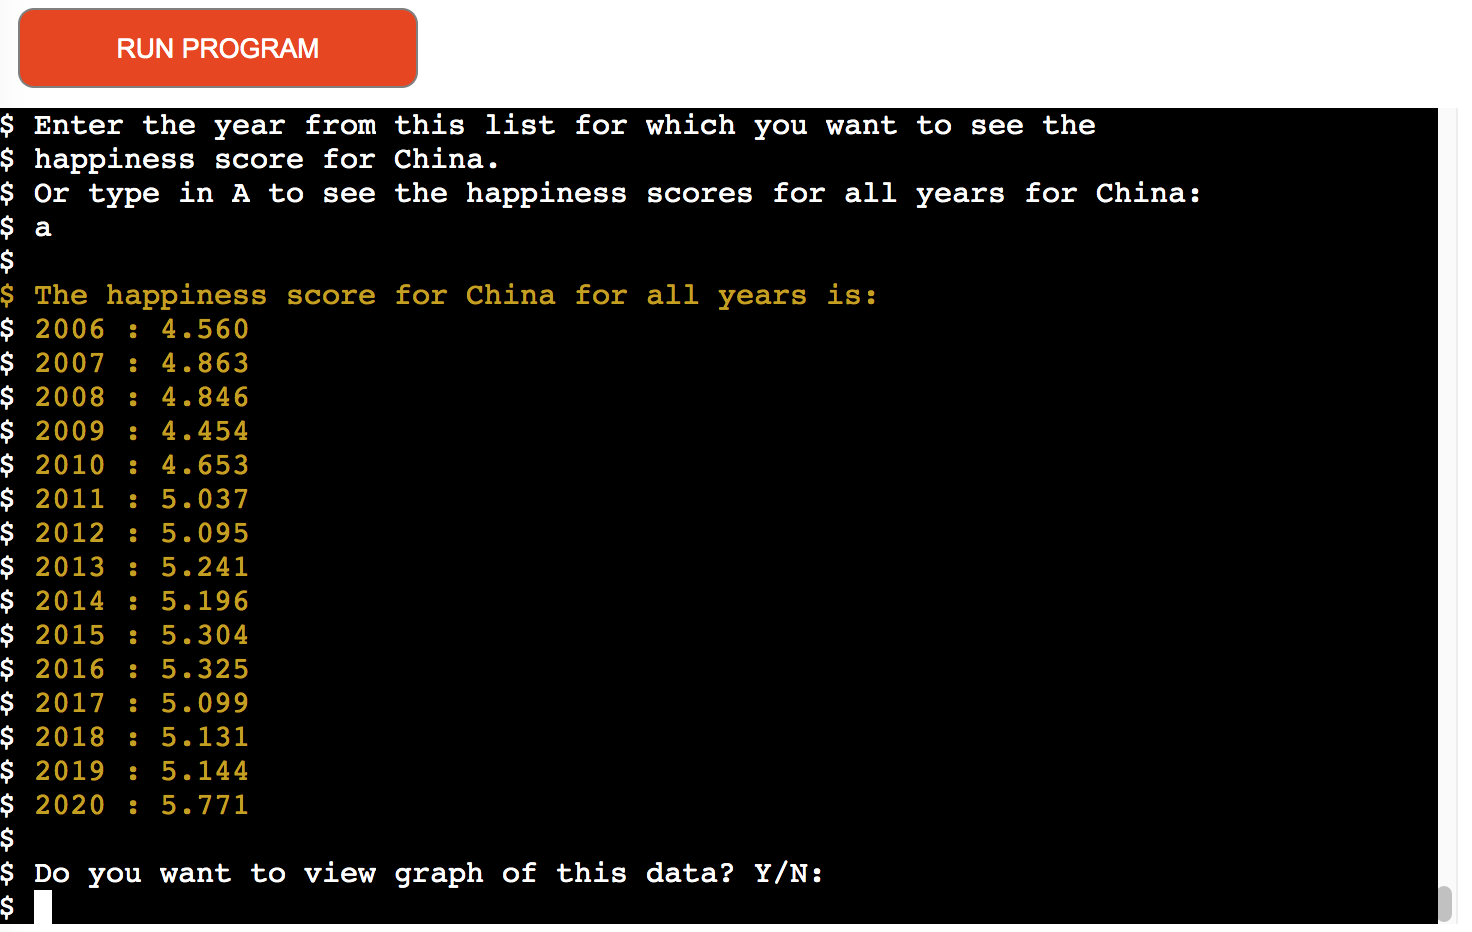 RUN PROGRAM
$ Enter the year from this list for which you want to see the
$ happiness score for China.
$ Or type in A to see the happiness scores for all years for China:
$ a
$
$ The happiness score for China for all years is:
$ 2006 : 4.560
$ 2007 : 4.863
$ 2008 : 4.846
$ 2009 : 4.454
$ 2010 : 4.653
$ 2011 : 5.037
$ 2012 : 5.095
$ 2013 : 5.241
$ 2014 : 5.196
$ 2015 : 5.304
$ 2016 : 5.325
$ 2017 : 5.099
$ 2018 : 5.131
$ 2019 : 5.144
$ 2020 : 5.771
$
$ Do you want to view graph of this data? Y/N:
$